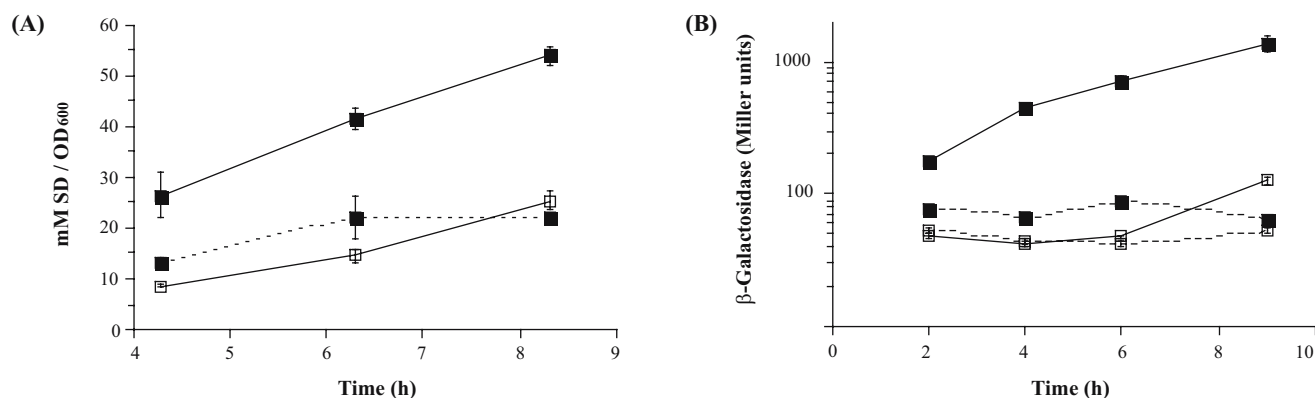 (A)
60
50
40
30
20
10
0
mM SD / OD600
4 5 6 7 8 9
Time (h)
(B)
1000
100
β-Galactosidase (Miller units)
0 2 4 6 8 10
Time (h)